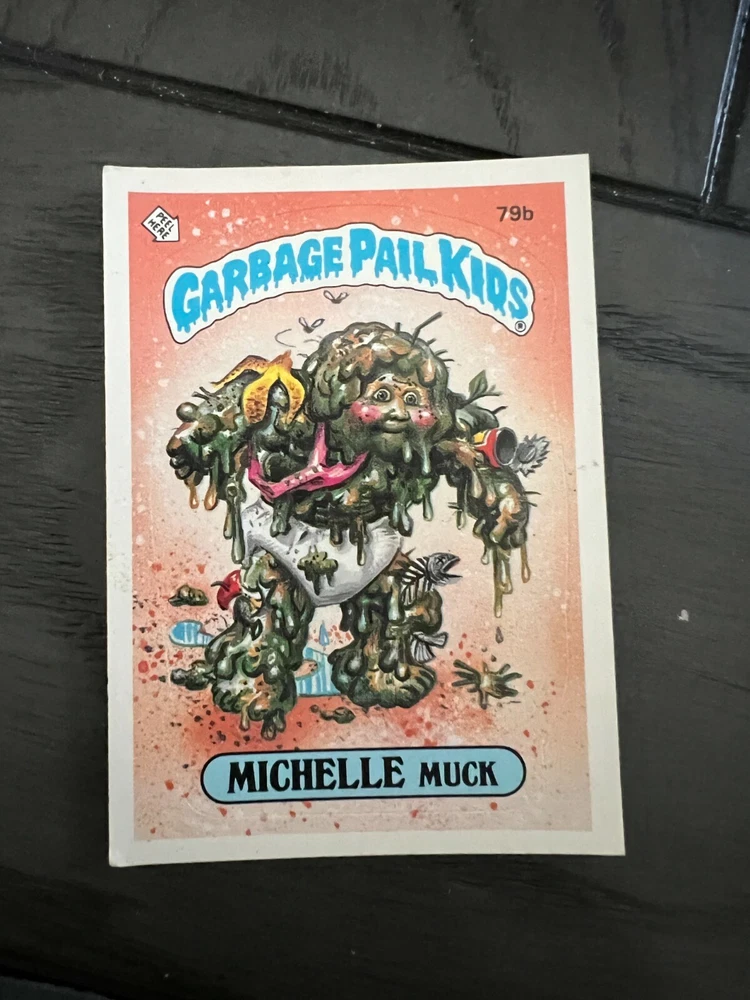 PEEL
HERE
79b
GARBAGE PAIL KIDS
®
MICHELLE MUCK